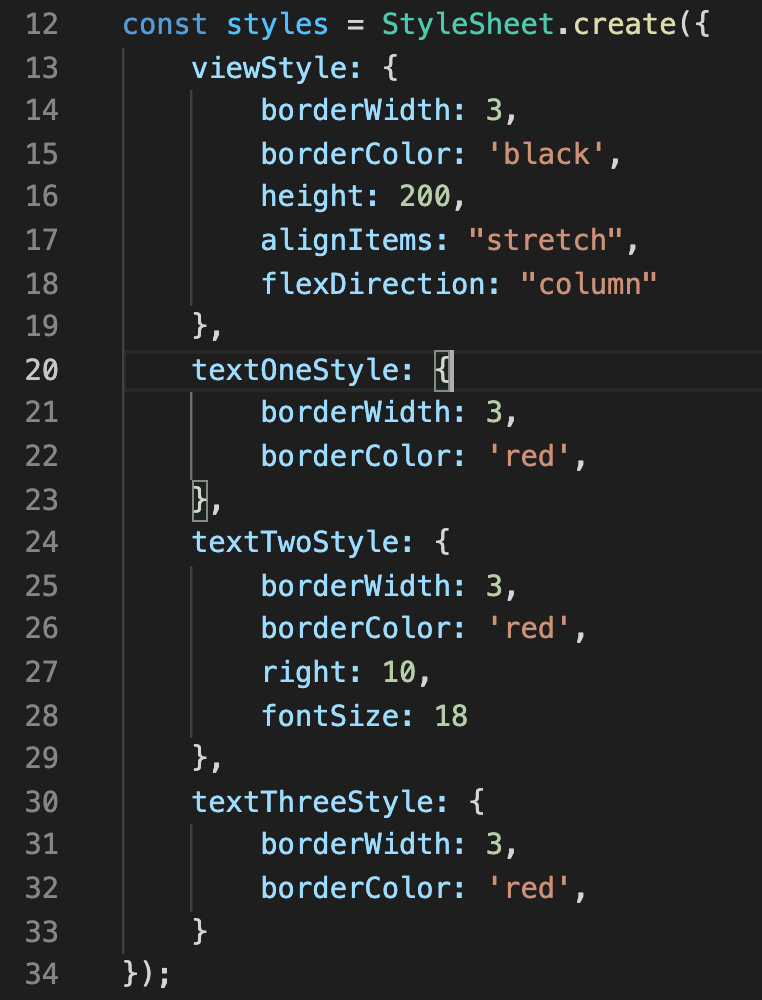 12 const styles = StyleSheet.create({
13 viewStyle: {
14 borderWidth: 3,
15 borderColor: 'black',
16 height: 200,
17 alignItems: "stretch",
18 flexDirection: "column"
19 },
20 textOneStyle: {
21 borderWidth: 3,
22 borderColor: 'red',
23 },
24 textTwoStyle: {
25 borderWidth: 3,
26 borderColor: 'red',
27 right: 10,
28 fontSize: 18
29 },
30 textThreeStyle: {
31 borderWidth: 3,
32 borderColor: 'red',
33 }
34 });